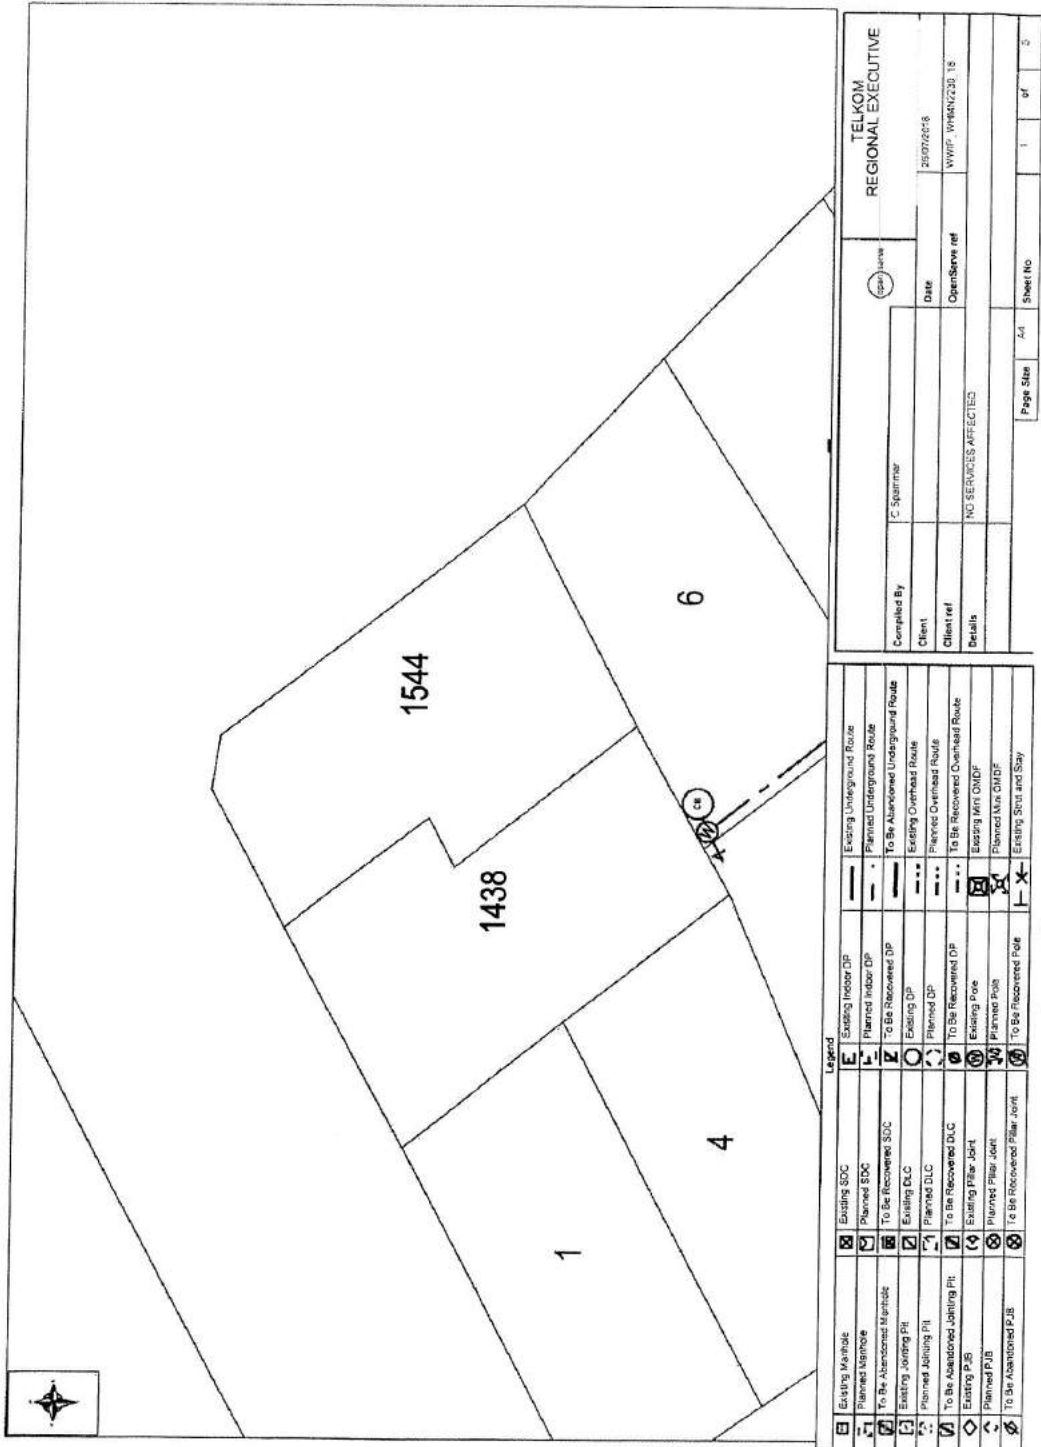 1544
1438
6
1
4
CB
Legend
Existing Manhole
Planned Manhole
To Be Abandoned Manhole
Existing Jointing Pit
Planned Jointing Pit
To Be Abandoned Jointing Pit
Existing PJB
Planned PJB
To Be Abandoned PJB
Existing SDC
Planned SDC
To Be Recovered SDC
Existing DLC
Planned DLC
To Be Recovered DLC
Existing Pillar Joint
Planned Pillar Joint
To Be Recovered Pillar Joint
Existing Indoor DP
Planned Indoor DP
To Be Recovered DP
Existing DP
Planned DP
To Be Recovered DP
Existing Pole
Planned Pole
To Be Recovered Pole
Existing Underground Route
Planned Underground Route
To Be Abandoned Underground Route
Existing Overhead Route
Planned Overhead Route
To Be Recovered Overhead Route
Existing Mini OMDF
Planned Mini OMDF
Existing Strut and Stay
openserve
TELKOM
REGIONAL EXECUTIVE
Compiled By C Spammer
Client Date
Client ref OpenServe ref
Details NO SERVICES AFFECTED
Page Size A4 Sheet No 1 of